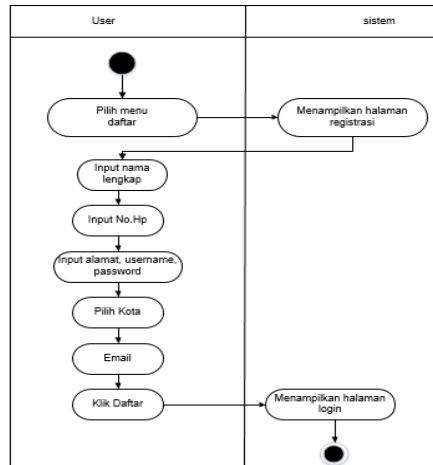 User
sistem
Pilih menu
daftar
Menampilkan halaman
registrasi
Input nama
lengkap
Input No.Hp
Input alamat, username,
password
Pilih Kota
Email
Klik Daftar
Menampilkan halaman
login